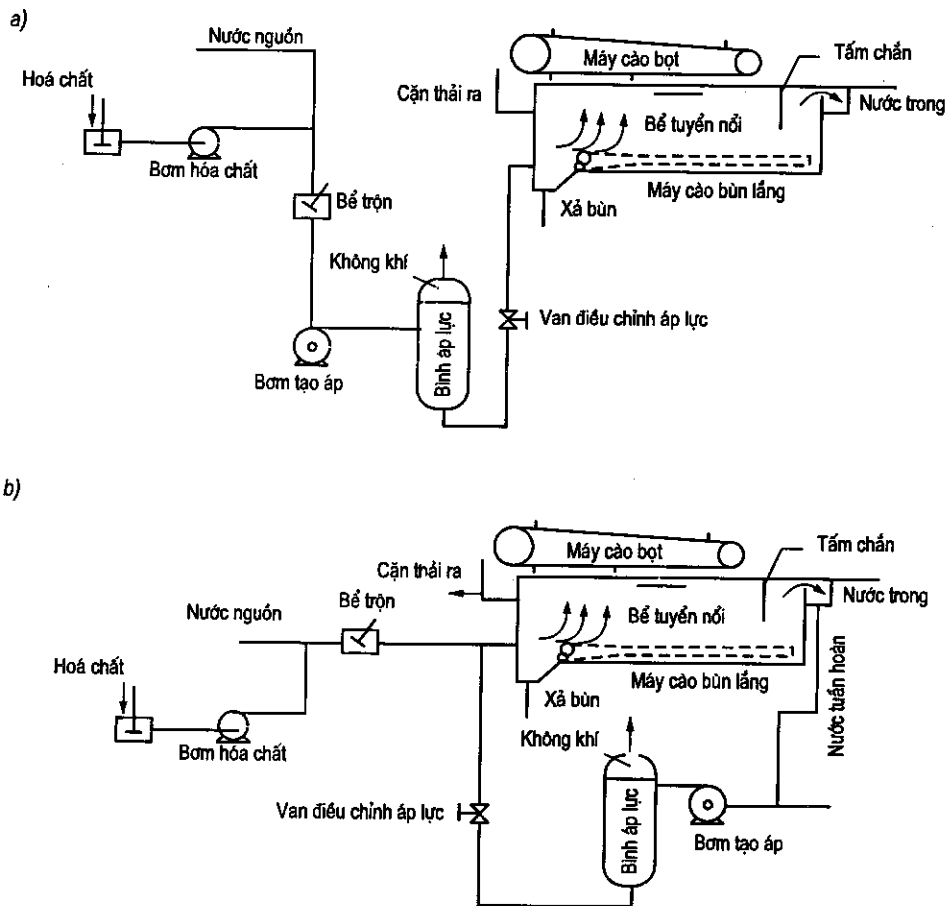 a)
Nước nguồn
Hoá chất
Bơm hóa chất
Bể trộn
Không khí
Bình áp lực
Bơm tạo áp
Van điều chỉnh áp lực
Máy cào bọt
Tấm chắn
Cặn thải ra
Nước trong
Bể tuyển nổi
Máy cào bùn lắng
Xả bùn
b)
Máy cào bọt
Tấm chắn
Cặn thải ra
Nước trong
Nước nguồn
Bể trộn
Bể tuyển nổi
Hoá chất
Máy cào bùn lắng
Xả bùn
Nước tuần hoàn
Bơm hóa chất
Không khí
Van điều chỉnh áp lực
Bình áp lực
Bơm tạo áp